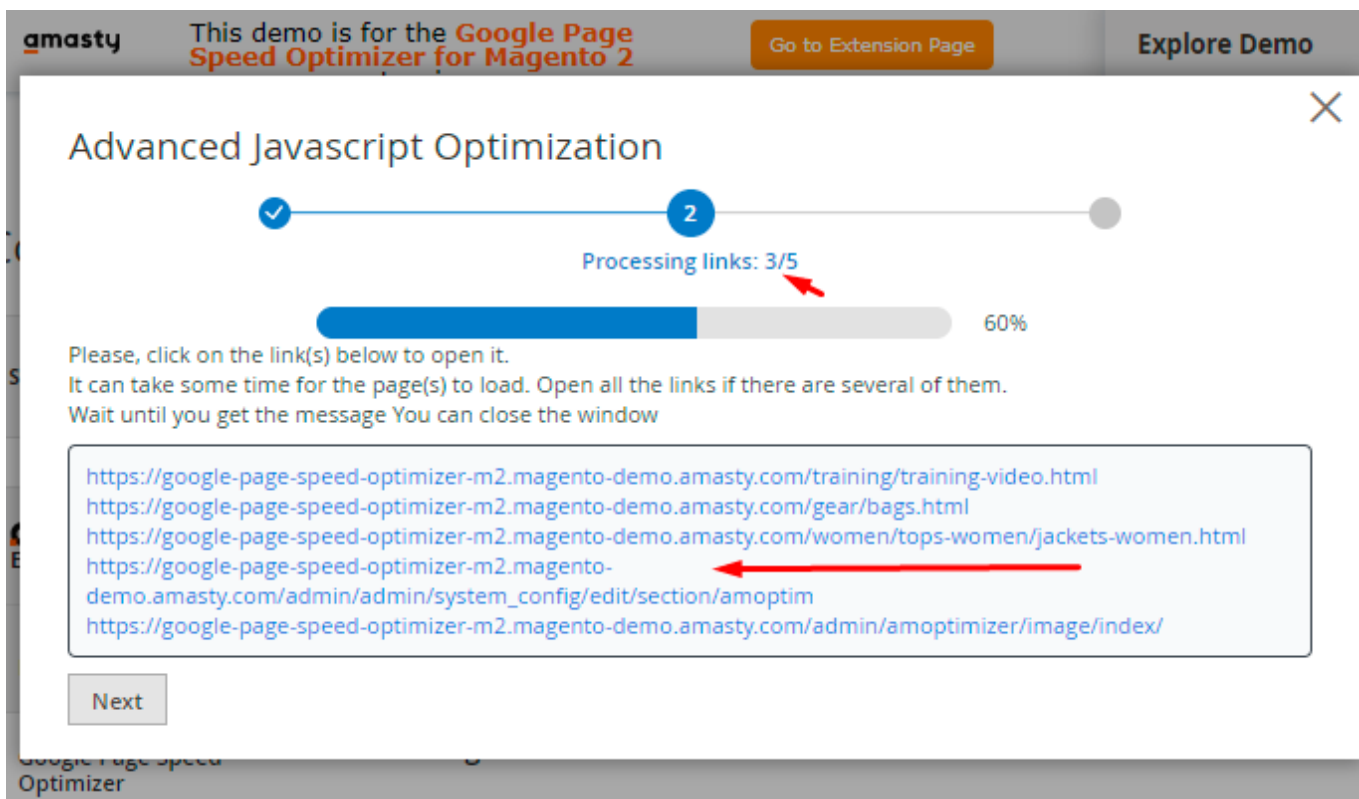 amasty
This demo is for the Google Page
Speed Optimizer for Magento 2
Go to Extension Page
Explore Demo
Advanced Javascript Optimization
2
Processing links: 3/5
60%
Please, click on the link(s) below to open it.
It can take some time for the page(s) to load. Open all the links if there are several of them.
Wait until you get the message You can close the window
https://google-page-speed-optimizer-m2.magento-demo.amasty.com/training/training-video.html
https://google-page-speed-optimizer-m2.magento-demo.amasty.com/gear/bags.html
https://google-page-speed-optimizer-m2.magento-demo.amasty.com/women/tops-women/jackets-women.html
https://google-page-speed-optimizer-m2.magento-
demo.amasty.com/admin/admin/system_config/edit/section/amoptim
https://google-page-speed-optimizer-m2.magento-demo.amasty.com/admin/amoptimizer/image/index/
Next
Google Page Speed
Optimizer